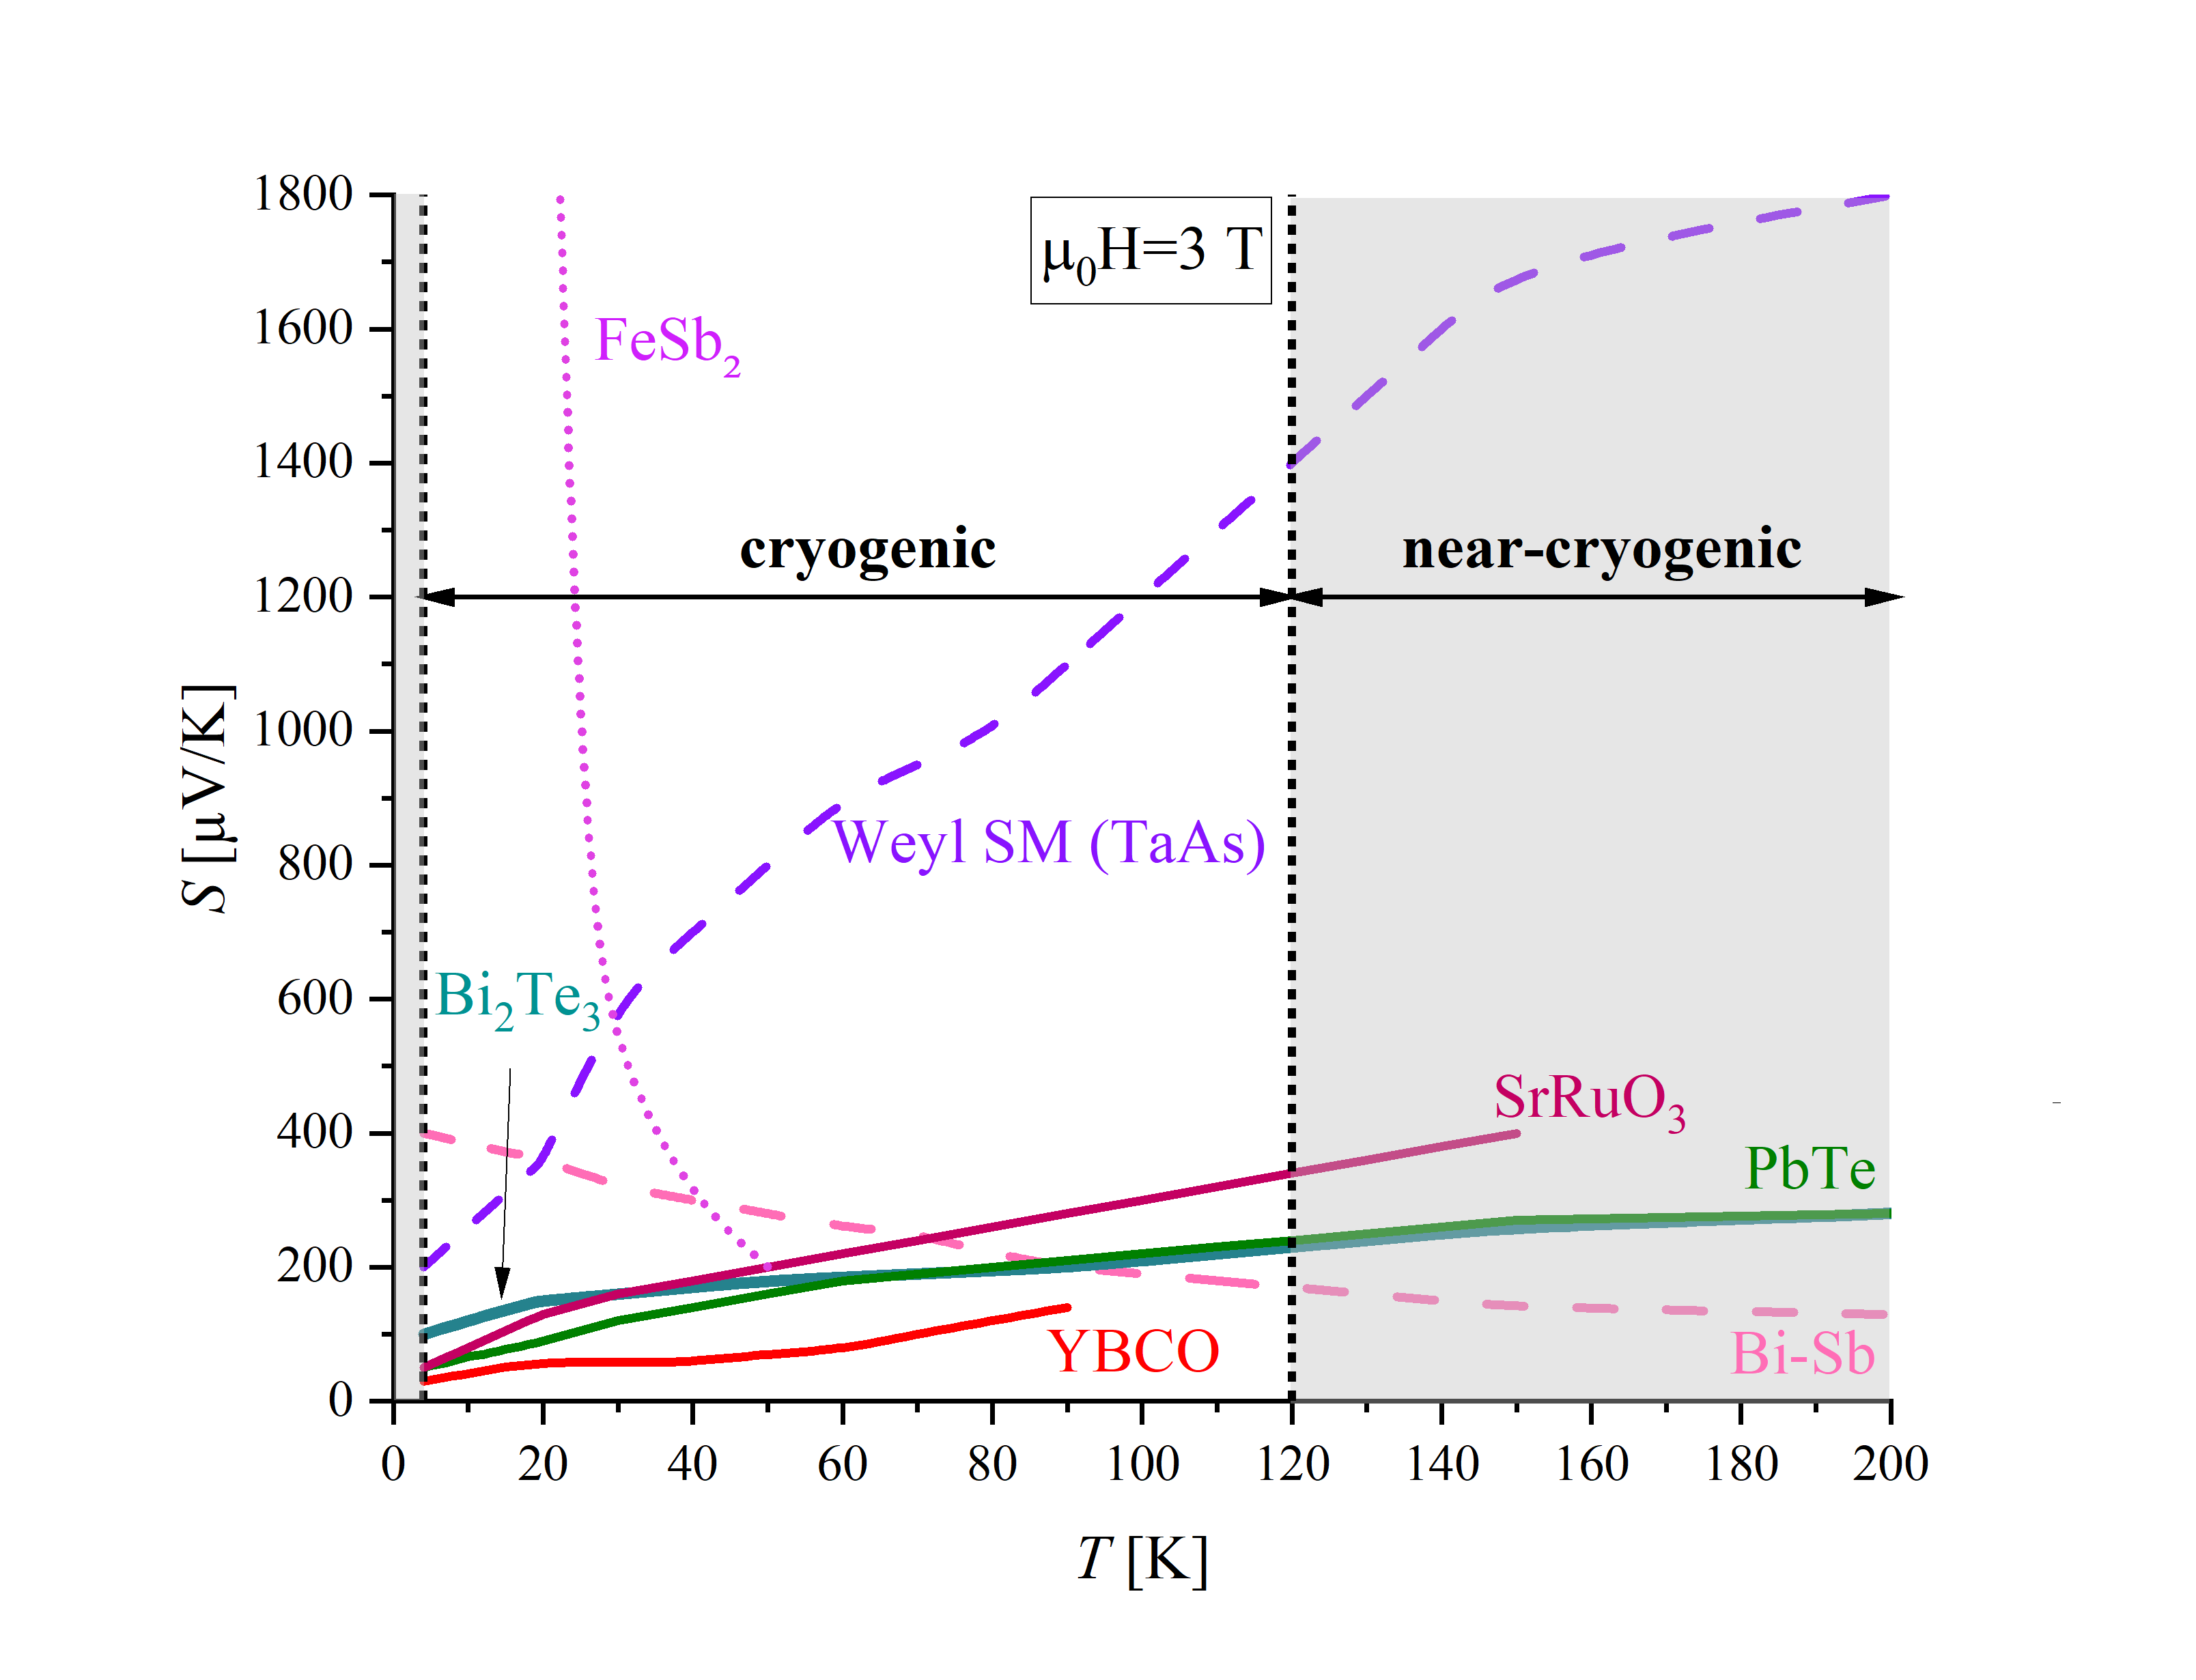 1800
1600
1400
1200
1000
800
600
400
200
0
S [μV/K]
μ₀H=3 T
FeSb₂
cryogenic
near-cryogenic
Weyl SM (TaAs)
Bi₂Te₃
SrRuO₃
PbTe
YBCO
Bi-Sb
0 20 40 60 80 100 120 140 160 180 200
T [K]